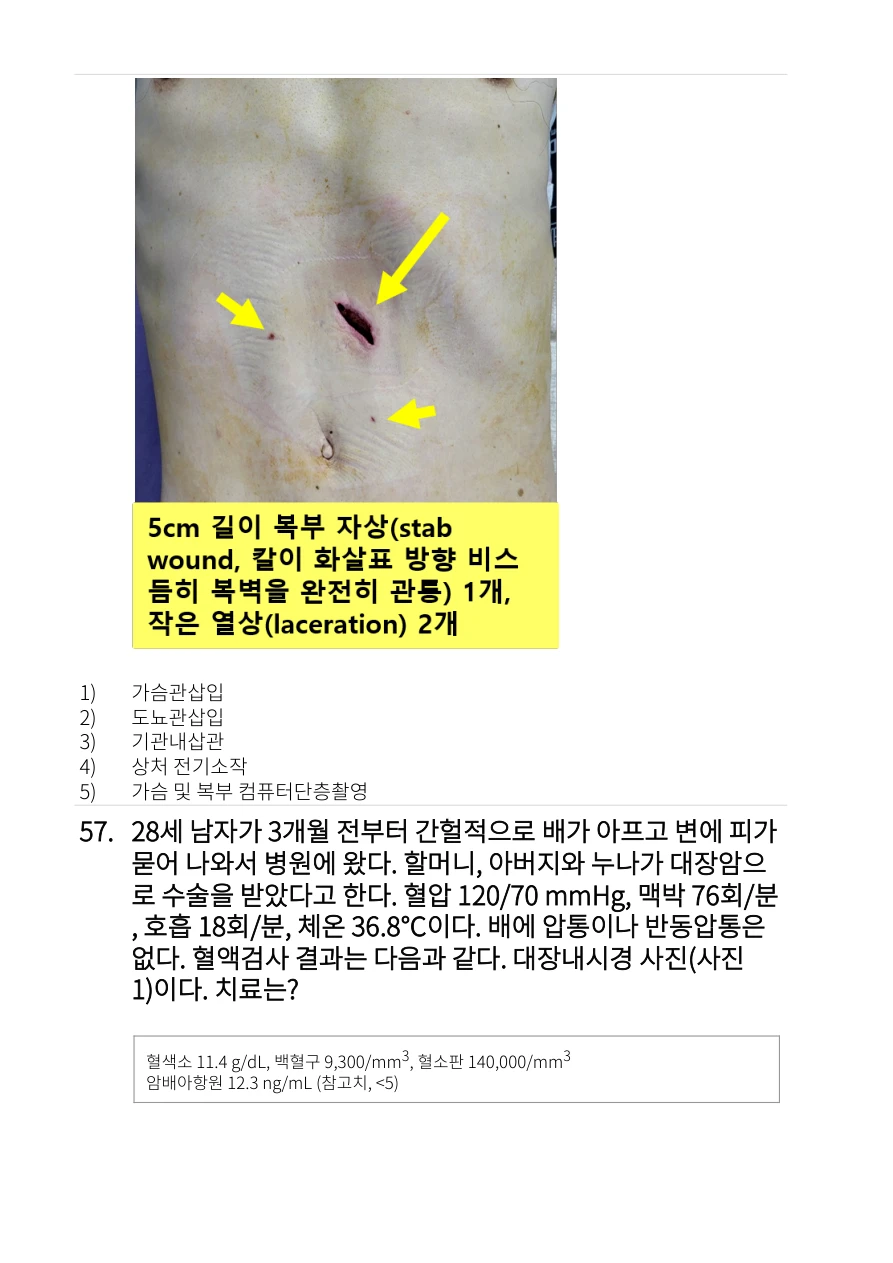 5cm 길이 복부 자상(stab
wound, 칼이 화살표 방향 비스
듬히 복벽을 완전히 관통) 1개,
작은 열상(laceration) 2개
1) 가슴관삽입
2) 도뇨관삽입
3) 기관내삽관
4) 상처 전기소작
5) 가슴 및 복부 컴퓨터단층촬영
57. 28세 남자가 3개월 전부터 간헐적으로 배가 아프고 변에 피가
묻어 나와서 병원에 왔다. 할머니, 아버지와 누나가 대장암으
로 수술을 받았다고 한다. 혈압 120/70 mmHg, 맥박 76회/분
, 호흡 18회/분, 체온 36.8℃이다. 배에 압통이나 반동압통은
없다. 혈액검사 결과는 다음과 같다. 대장내시경 사진(사진
1)이다. 치료는?
혈색소 11.4 g/dL, 백혈구 9,300/mm³, 혈소판 140,000/mm³
암배아항원 12.3 ng/mL (참고치, <5)